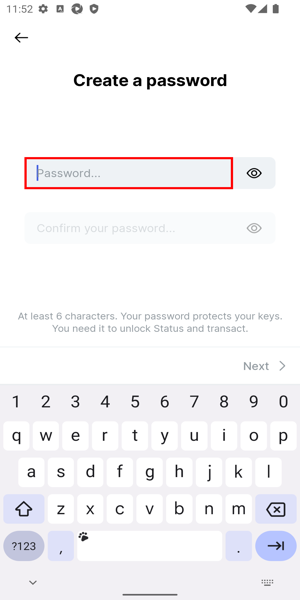 11:52
Create a password
Password...
Confirm your password...
At least 6 characters. Your password protects your keys.
You need it to unlock Status and transact.
Next
1 2 3 4 5 6 7 8 9 0
q w e r t y u i o p
a s d f g h j k l
z x c v b n m
?123 , .